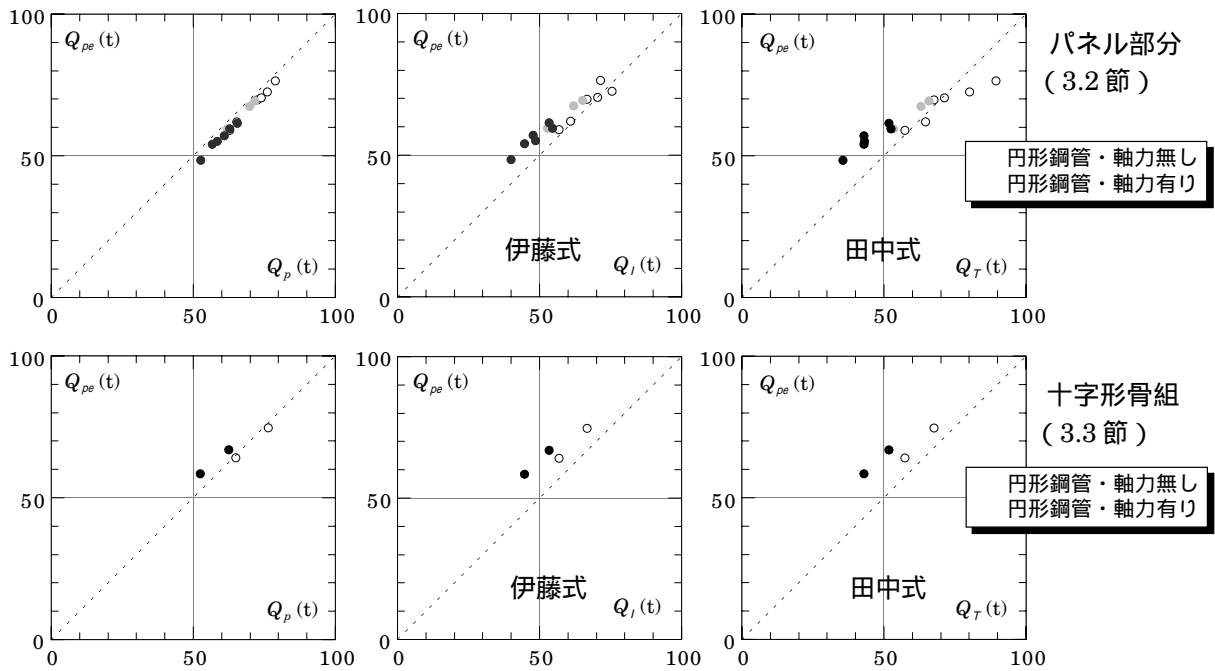 100
Q_pe (t)
50
Q_p (t)
0
0 50 100
100
Q_pe (t)
50
伊藤式
Q_I (t)
0
0 50 100
100
Q_pe (t)
50
田中式
Q_T (t)
0
0 50 100
パネル部分
（3.2 節）
円形鋼管・軸力無し
円形鋼管・軸力有り
100
Q_pe (t)
50
Q_p (t)
0
0 50 100
100
Q_pe (t)
50
伊藤式
Q_I (t)
0
0 50 100
100
Q_pe (t)
50
田中式
Q_T (t)
0
0 50 100
十字形骨組
（3.3 節）
円形鋼管・軸力無し
円形鋼管・軸力有り